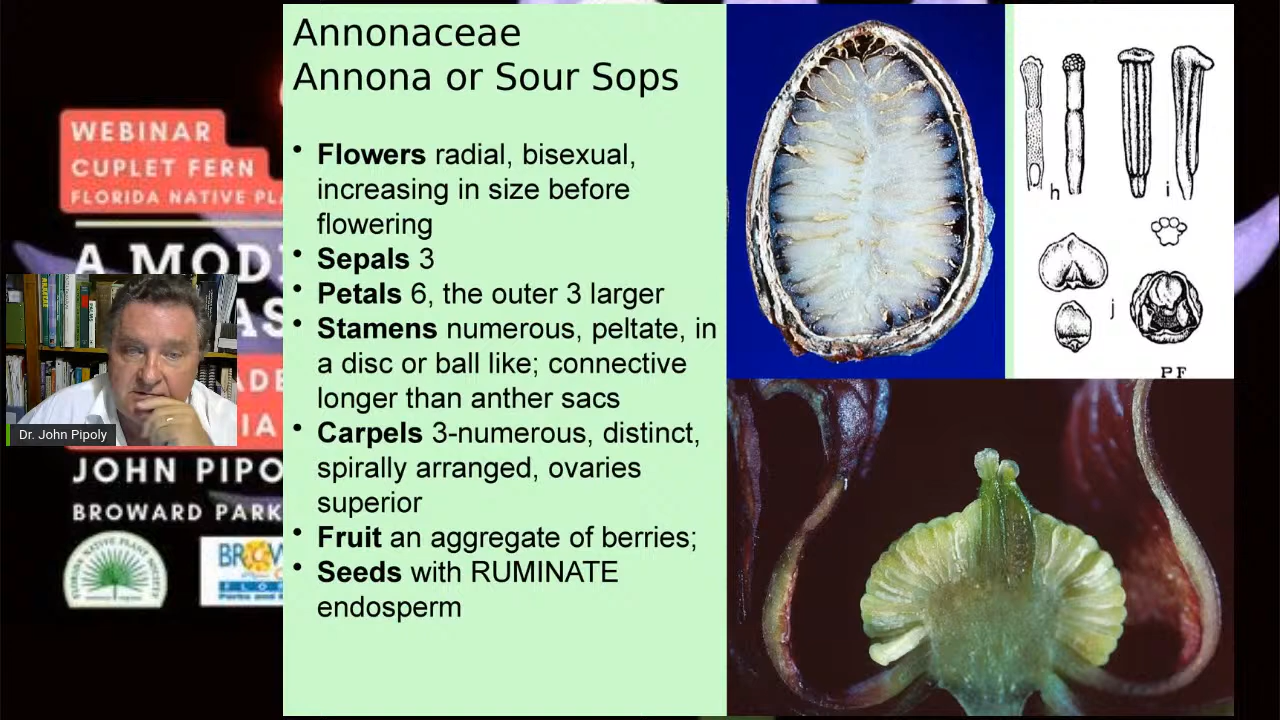 Annonaceae
Annona or Sour Sops
• Flowers radial, bisexual,
increasing in size before
flowering
• Sepals 3
• Petals 6, the outer 3 larger
• Stamens numerous, peltate, in
a disc or ball like; connective
longer than anther sacs
• Carpels 3-numerous, distinct,
spirally arranged, ovaries
superior
• Fruit an aggregate of berries;
• Seeds with RUMINATE
endosperm
h
i
j
P F
WEBINAR
CUPLET FERN
FLORIDA NATIVE PLA
A MOD
AS
ADE
IA
Dr. John Pipoly
JOHN PIPO
BROWARD PARK
BRO